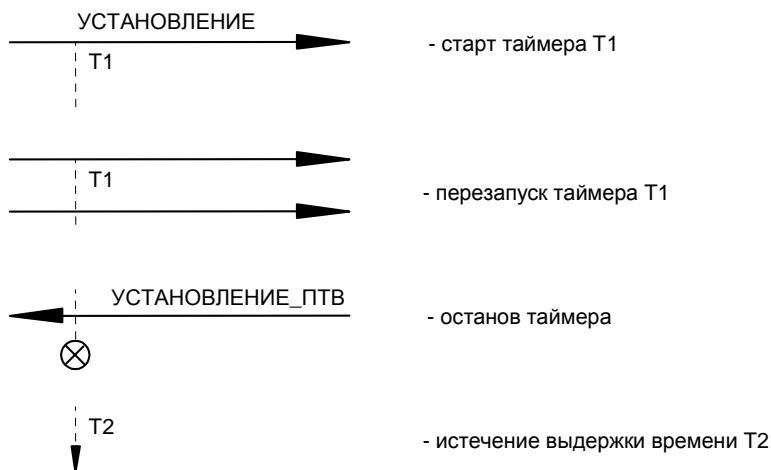 УСТАНОВЛЕНИЕ
Т1
- старт таймера Т1
Т1
- перезапуск таймера Т1
УСТАНОВЛЕНИЕ_ПТВ
- останов таймера
Т2
- истечение выдержки времени Т2